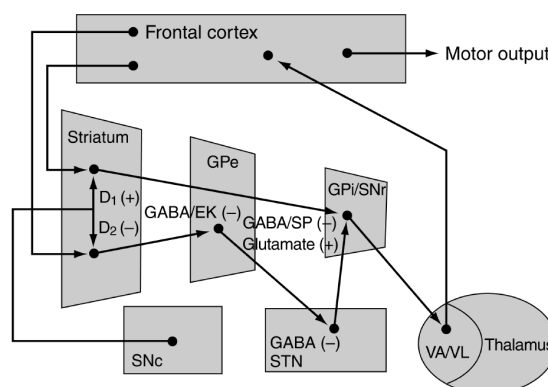 Frontal cortex
Motor output
Striatum
GPe
GPi/SNr
D1 (+)
GABA/EK (–)
GABA/SP (–)
D2 (–)
Glutamate (+)
GABA (–)
STN
SNc
VA/VL
Thalamus